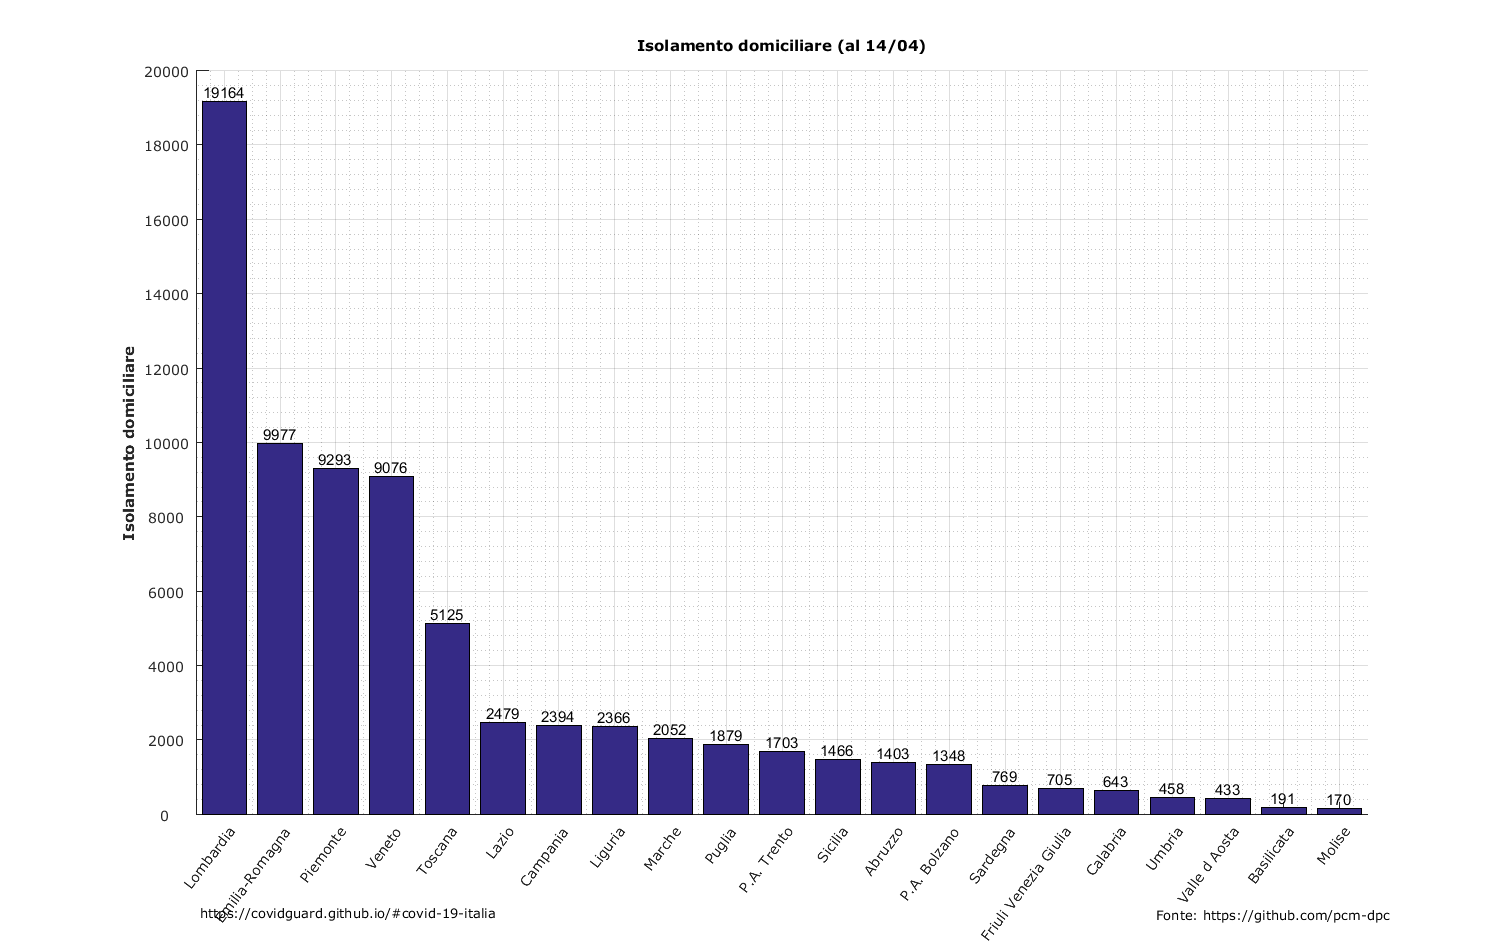 Isolamento domiciliare (al 14/04)
Isolamento domiciliare
20000
18000
16000
14000
12000
10000
8000
6000
4000
2000
0
19164
9977
9293
9076
5125
2479
2394
2366
2052
1879
1703
1466
1403
1348
769
705
643
458
433
191
170
Lombardia
Emilia-Romagna
Piemonte
Veneto
Toscana
Lazio
Campania
Liguria
Marche
Puglia
P.A. Trento
Sicilia
Abruzzo
P.A. Bolzano
Sardegna
Friuli Venezia Giulia
Calabria
Umbria
Valle d Aosta
Basilicata
Molise
https://covidguard.github.io/#covid-19-italia
Fonte: https://github.com/pcm-dpc